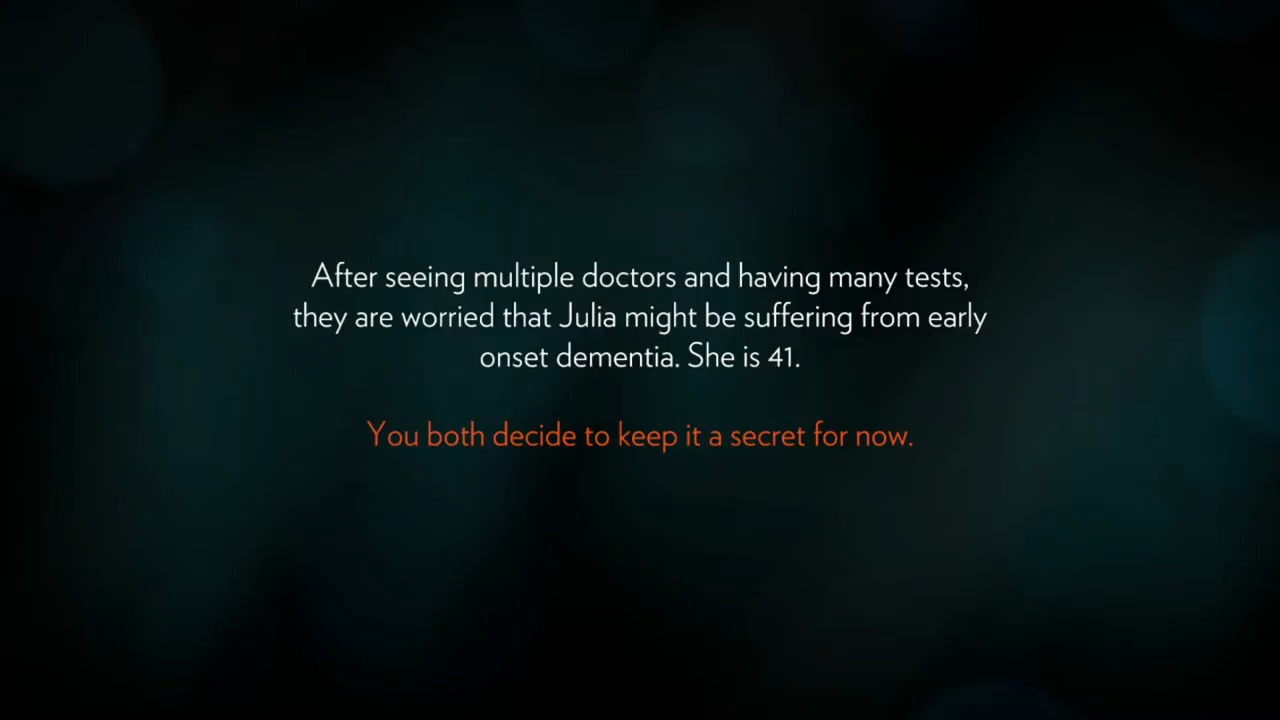 After seeing multiple doctors and having many tests,
they are worried that Julia might be suffering from early
onset dementia. She is 41.
You both decide to keep it a secret for now.